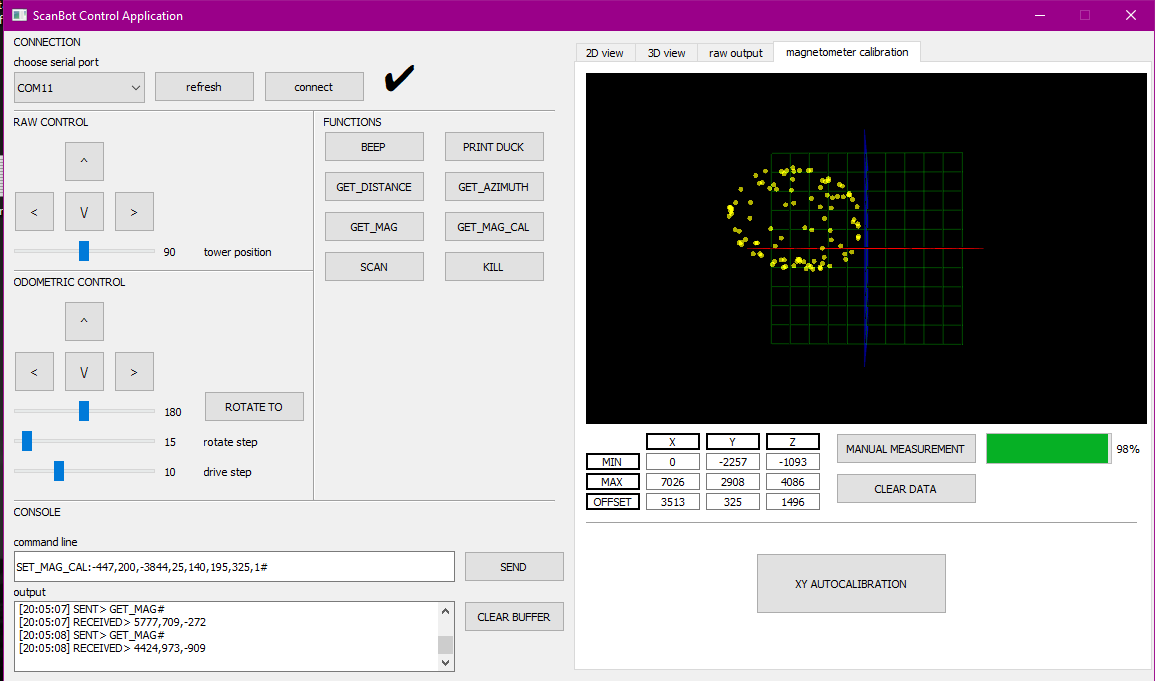 ScanBot Control Application
CONNECTION
choose serial port
COM11 refresh connect
RAW CONTROL
^
< V >
90 tower position
ODOMETRIC CONTROL
^
< V >
180 ROTATE TO
15 rotate step
10 drive step
FUNCTIONS
BEEP PRINT DUCK
GET_DISTANCE GET_AZIMUTH
GET_MAG GET_MAG_CAL
SCAN KILL
CONSOLE
command line
SET_MAG_CAL:-447,200,-3844,25,140,195,325,1# SEND
output
[20:05:07] SENT> GET_MAG#
[20:05:07] RECEIVED> 5777,709,-272
[20:05:08] SENT> GET_MAG#
[20:05:08] RECEIVED> 4424,973,-909
CLEAR BUFFER
2D view 3D view raw output magnetometer calibration
X Y Z
MIN 0 -2257 -1093
MAX 7026 2908 4086
OFFSET 3513 325 1496
MANUAL MEASUREMENT 98%
CLEAR DATA
XY AUTOCALIBRATION